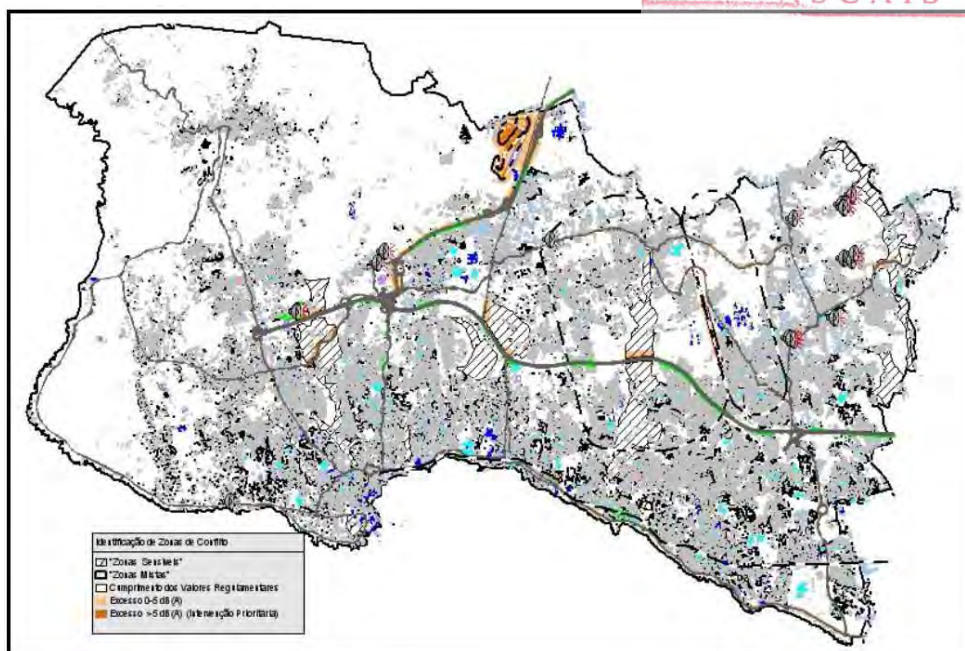 SCAIS
Identificação de Zonas de Conflito
"Zonas Sensíveis"
"Zonas Mistas"
Cumprimento dos Valores Regulamentares
Excesso 0-5 dB(A)
Excesso >5 dB(A) (Intervenção Prioritária)